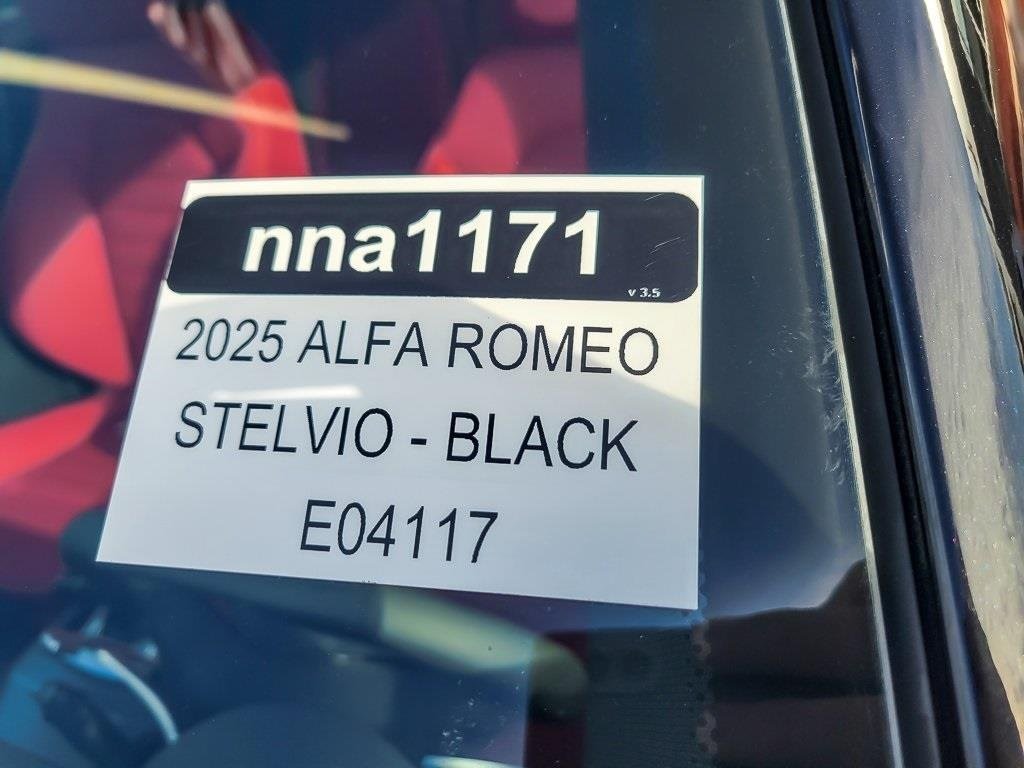 nna1171
v 3.5
2025 ALFA ROMEO
STELVIO - BLACK
E04117